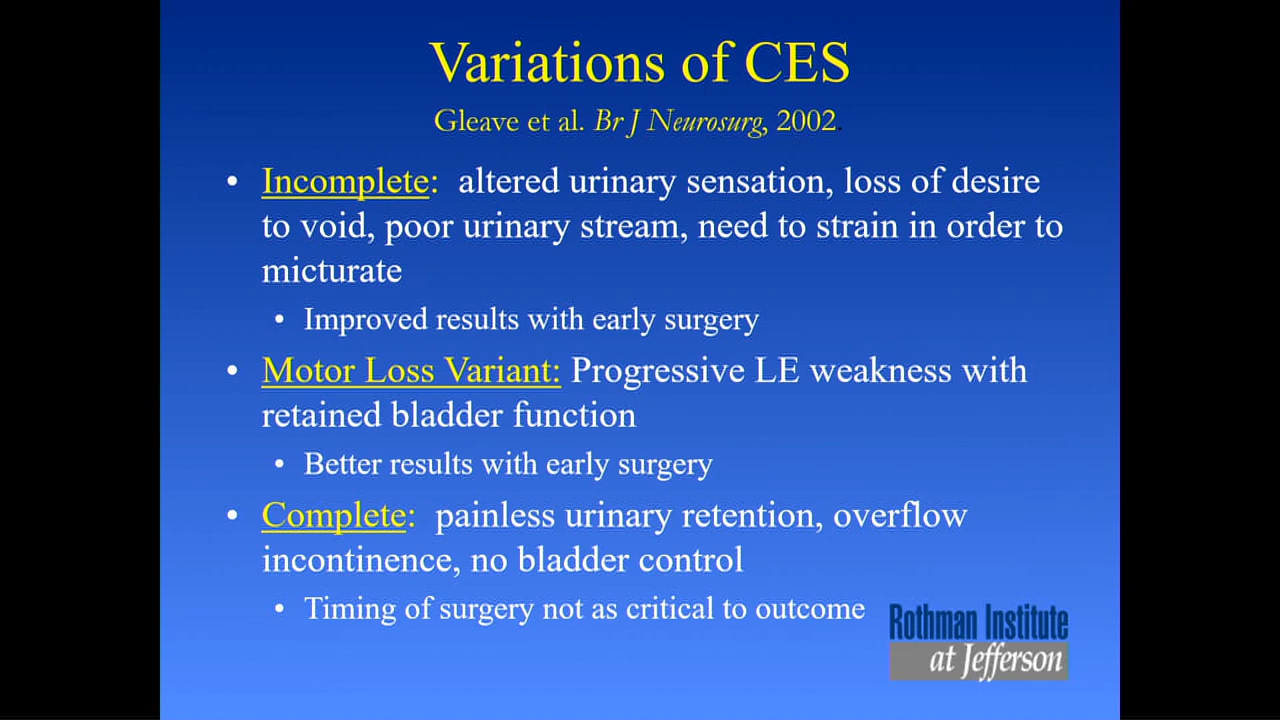 Variations of CES
Gleave et al. Br J Neurosurg, 2002.
• Incomplete: altered urinary sensation, loss of desire
to void, poor urinary stream, need to strain in order to
micturate
• Improved results with early surgery
• Motor Loss Variant: Progressive LE weakness with
retained bladder function
• Better results with early surgery
• Complete: painless urinary retention, overflow
incontinence, no bladder control
• Timing of surgery not as critical to outcome
Rothman Institute
at Jefferson